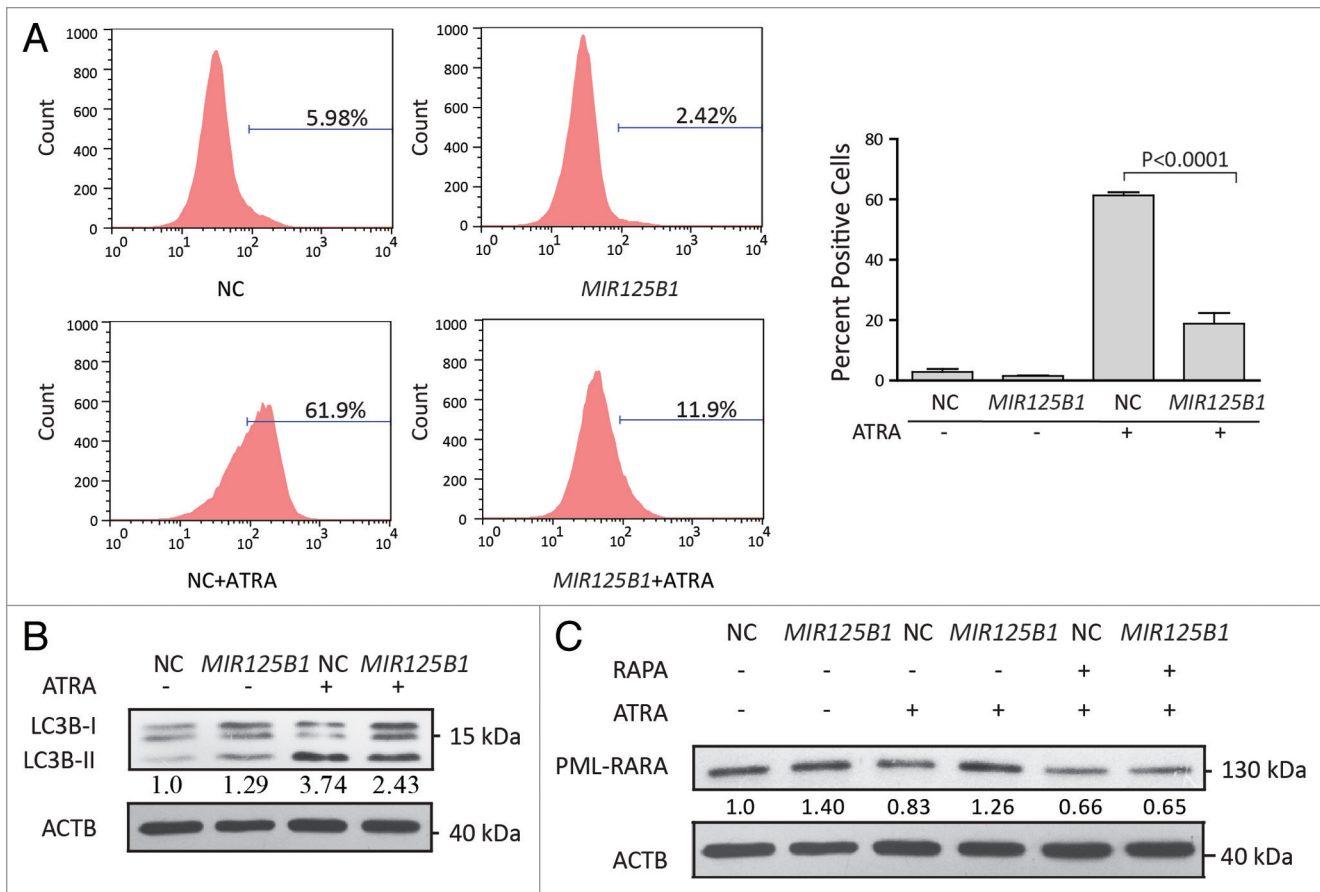 A
1000
800
600
400
200
0
Count
5.98%
10^0 10^1 10^2 10^3 10^4
NC
1000
800
600
400
200
0
Count
2.42%
10^0 10^1 10^2 10^3 10^4
MIR125B1
1000
800
600
400
200
0
Count
61.9%
10^0 10^1 10^2 10^3 10^4
NC+ATRA
1000
800
600
400
200
0
Count
11.9%
10^0 10^1 10^2 10^3 10^4
MIR125B1+ATRA
Percent Positive Cells
80
60
40
20
0
P<0.0001
NC MIR125B1 NC MIR125B1
ATRA - - + +
B
NC MIR125B1 NC MIR125B1
ATRA - - + +
LC3B-I
15 kDa
LC3B-II
1.0 1.29 3.74 2.43
ACTB 40 kDa
C
NC MIR125B1 NC MIR125B1 NC MIR125B1
RAPA - - - - + +
ATRA - - + + + +
PML-RARA 130 kDa
1.0 1.40 0.83 1.26 0.66 0.65
ACTB 40 kDa